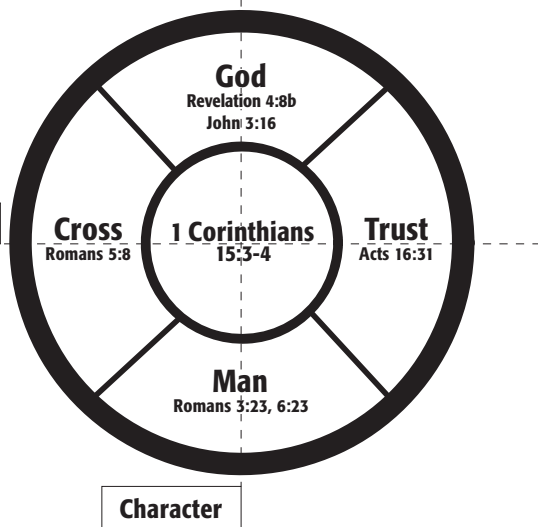 God
Revelation 4:8b
John 3:16
Cross
Romans 5:8
1 Corinthians
15:3-4
Trust
Acts 16:31
Man
Romans 3:23, 6:23
Character